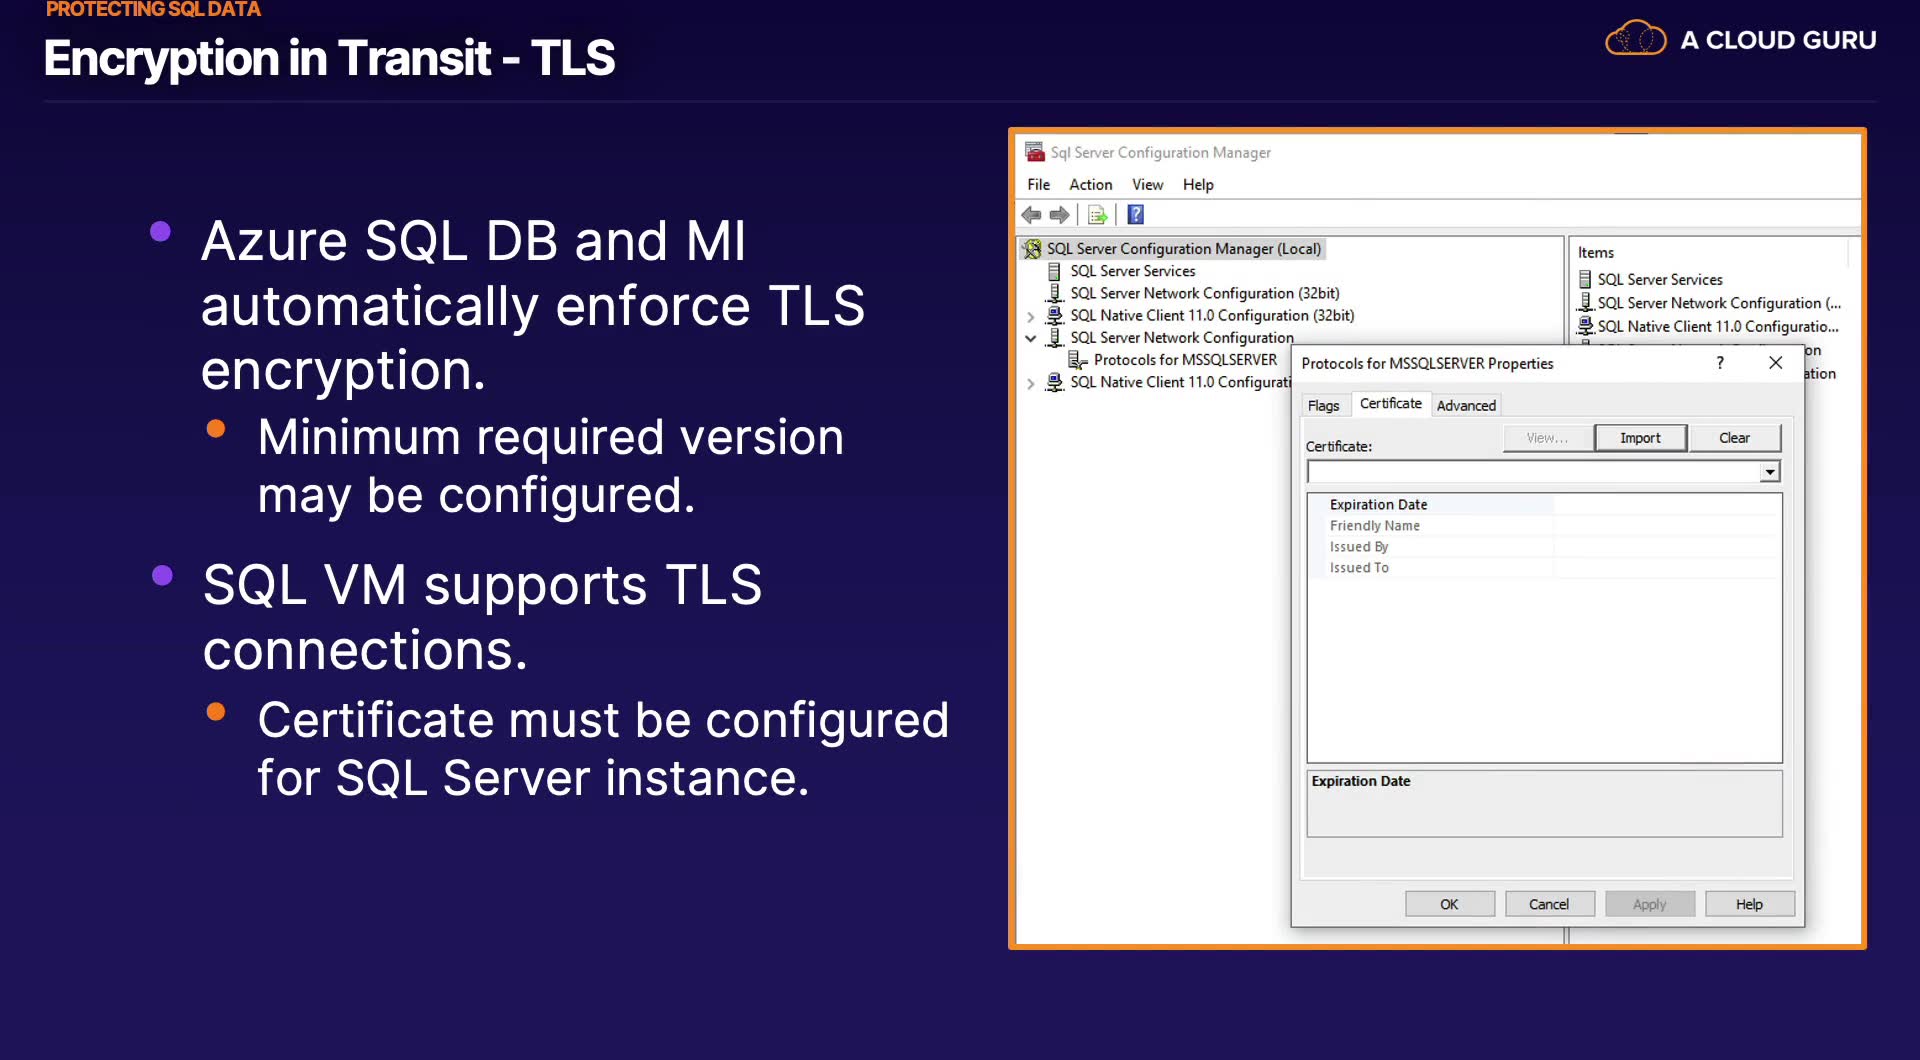 PROTECTING SQL DATA
Encryption in Transit - TLS
A CLOUD GURU
Azure SQL DB and MI
automatically enforce TLS
encryption.
Minimum required version
may be configured.
SQL VM supports TLS
connections.
Certificate must be configured
for SQL Server instance.
Sql Server Configuration Manager
File Action View Help
SQL Server Configuration Manager (Local)
SQL Server Services
SQL Server Network Configuration (32bit)
SQL Native Client 11.0 Configuration (32bit)
SQL Server Network Configuration
Protocols for MSSQLSERVER
SQL Native Client 11.0 Configurati
Items
SQL Server Services
SQL Server Network Configuration (...
SQL Native Client 11.0 Configuratio...
on
ation
Protocols for MSSQLSERVER Properties
? 
Flags Certificate Advanced
View... Import Clear
Certificate:
Expiration Date
Friendly Name
Issued By
Issued To
Expiration Date
OK Cancel Apply Help